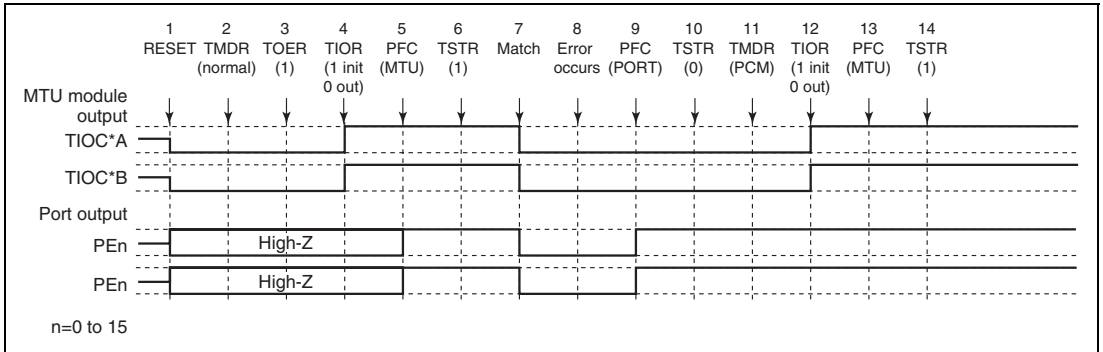 1 2 3 4 5 6 7 8 9 10 11 12 13 14
RESET TMDR TOER TIOR PFC TSTR Match Error PFC TSTR TMDR TIOR PFC TSTR
(normal) (1) (1 init (MTU) (1) occurs (PORT) (0) (PCM) (1 init (MTU) (1)
0 out) 0 out)
MTU module
output
TIOC*A
TIOC*B
Port output
PEn High-Z
PEn High-Z
n=0 to 15